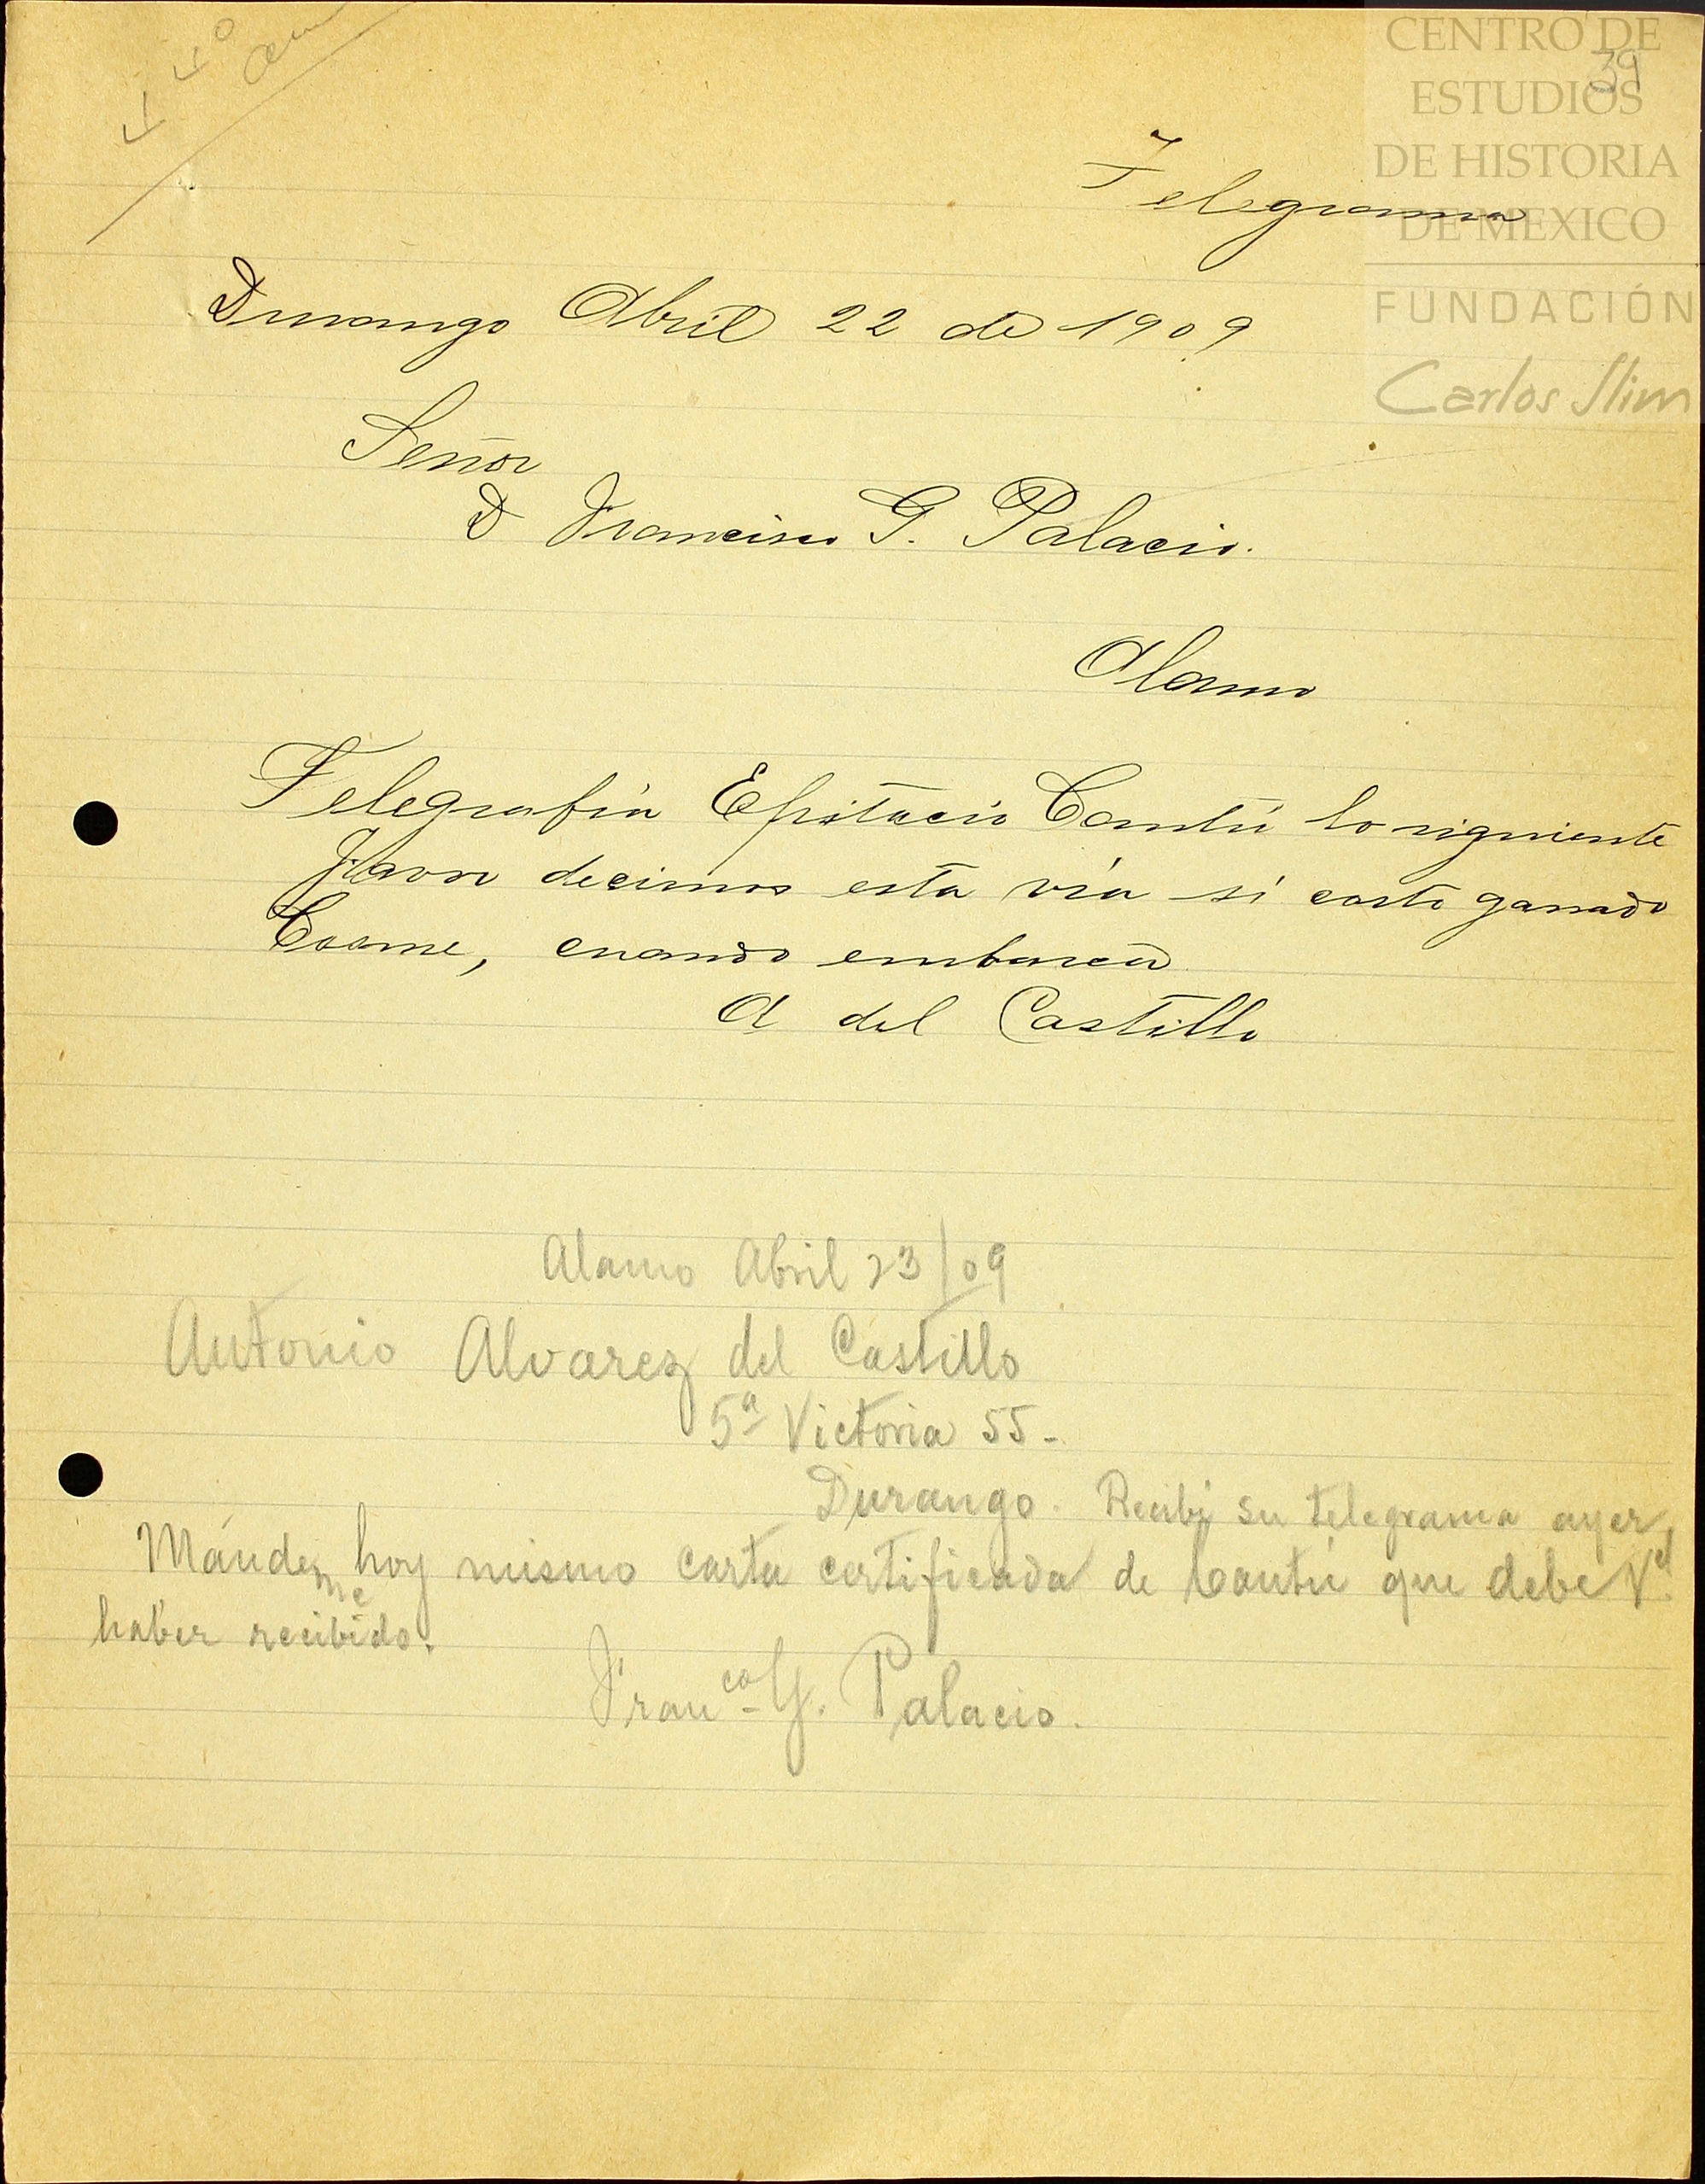 39
CENTRO DE
ESTUDIOS
DE HISTORIA
DE MEXICO
FUNDACIÓN
Carlos Slim
Telegrama
Durango Abril 22 de 1909
Señor
D Francisco G. Palacio.
Alamo
Telegrafía Epitacio Cantú lo siguiente
Favor decirnos esta vía si costo ganado
Cosme, cuando embarca
A del Castillo
Alamo Abril 23/09
Antonio Alvarez del Castillo
5ª Victoria 55-
Durango. Recibí su telegrama ayer,
Mándeme hoy mismo carta certificada de Cantú que debe Vd
haber recibido.
Franco G. Palacio.